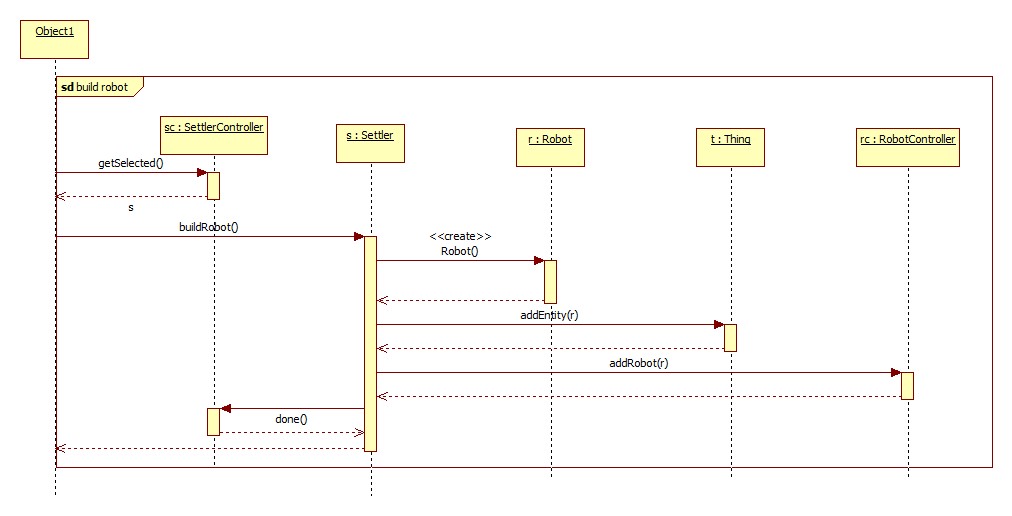 Object1
sd build robot
sc : SettlerController
s : Settler
r : Robot
t : Thing
rc : RobotController
getSelected()
s
buildRobot()
<<create>>
Robot()
addEntity(r)
addRobot(r)
done()